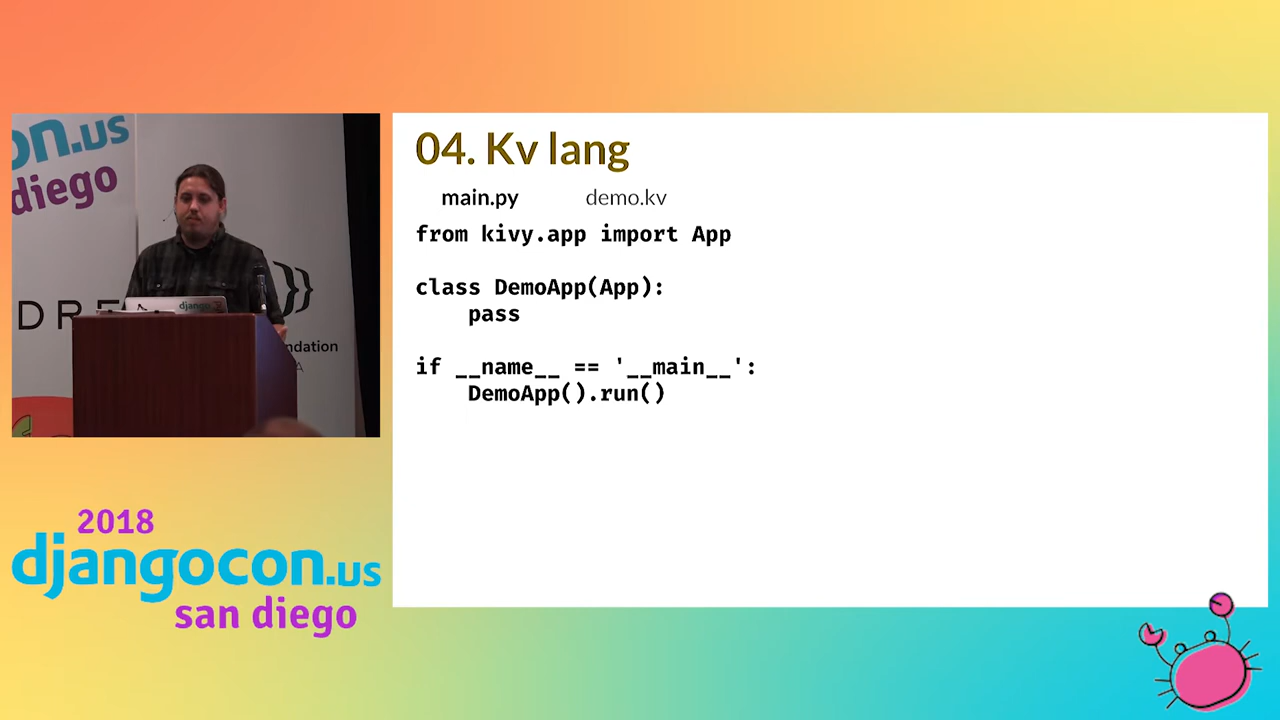 on.us
diego
DRE
ndation
A
django
2018
djangocon.us
san diego
04. Kv lang
main.py demo.kv
from kivy.app import App
class DemoApp(App):
pass
if __name__ == '__main__':
DemoApp().run()